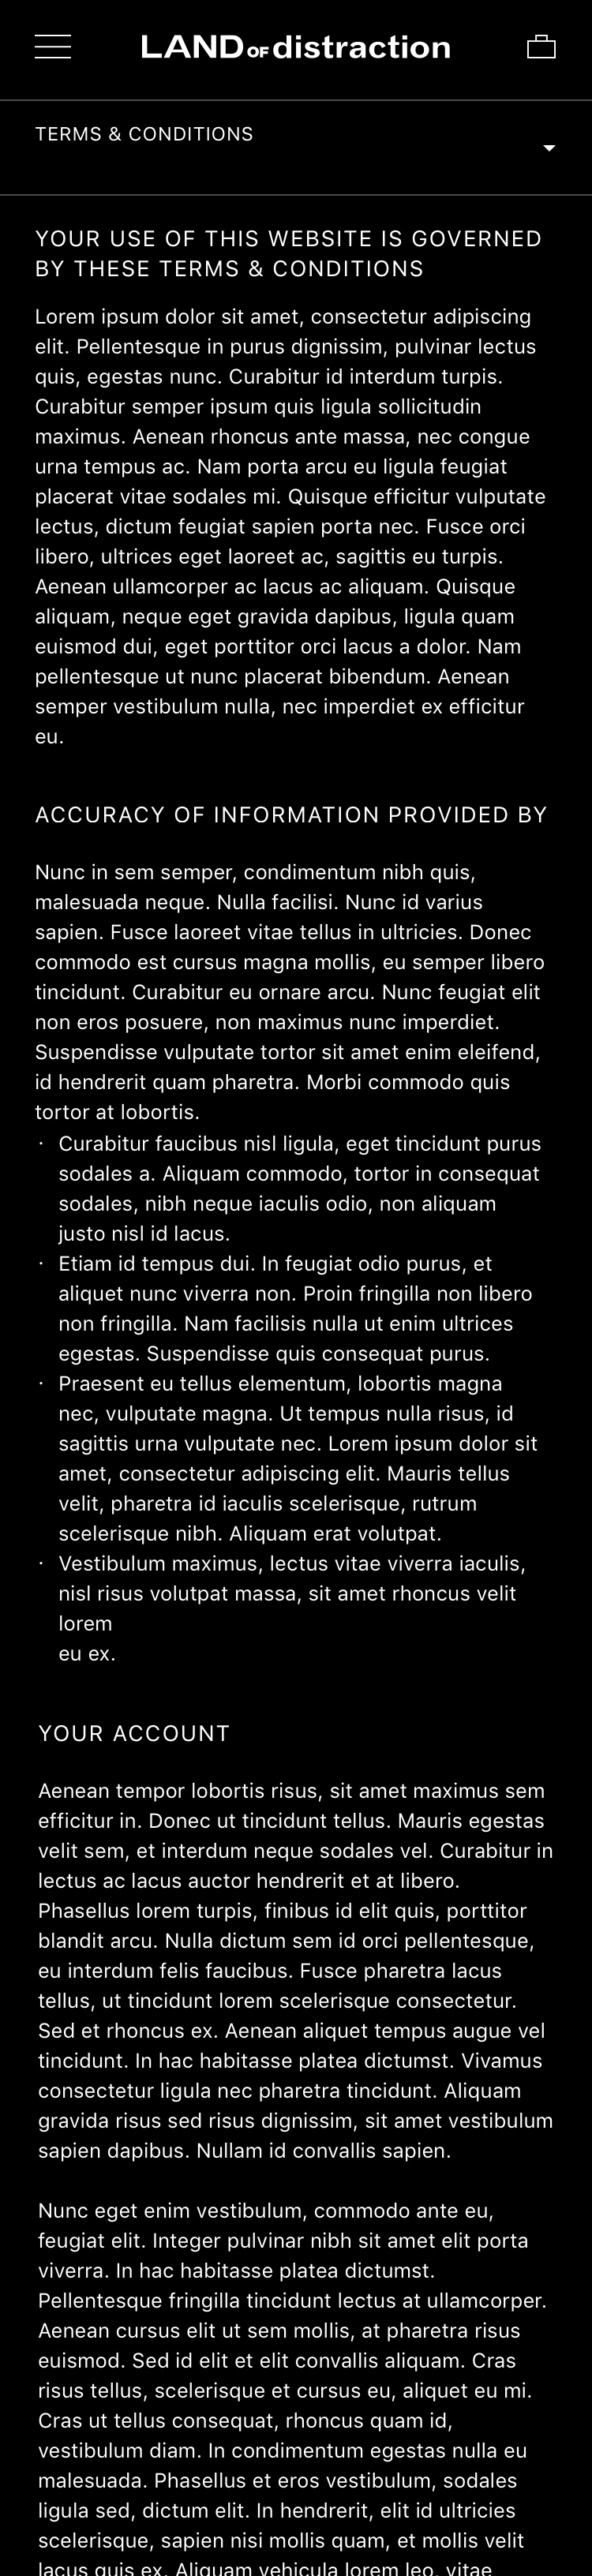 LAND OF distraction
TERMS & CONDITIONS
YOUR USE OF THIS WEBSITE IS GOVERNED
BY THESE TERMS & CONDITIONS
Lorem ipsum dolor sit amet, consectetur adipiscing
elit. Pellentesque in purus dignissim, pulvinar lectus
quis, egestas nunc. Curabitur id interdum turpis.
Curabitur semper ipsum quis ligula sollicitudin
maximus. Aenean rhoncus ante massa, nec congue
urna tempus ac. Nam porta arcu eu ligula feugiat
placerat vitae sodales mi. Quisque efficitur vulputate
lectus, dictum feugiat sapien porta nec. Fusce orci
libero, ultrices eget laoreet ac, sagittis eu turpis.
Aenean ullamcorper ac lacus ac aliquam. Quisque
aliquam, neque eget gravida dapibus, ligula quam
euismod dui, eget porttitor orci lacus a dolor. Nam
pellentesque ut nunc placerat bibendum. Aenean
semper vestibulum nulla, nec imperdiet ex efficitur
eu.
ACCURACY OF INFORMATION PROVIDED BY
Nunc in sem semper, condimentum nibh quis,
malesuada neque. Nulla facilisi. Nunc id varius
sapien. Fusce laoreet vitae tellus in ultricies. Donec
commodo est cursus magna mollis, eu semper libero
tincidunt. Curabitur eu ornare arcu. Nunc feugiat elit
non eros posuere, non maximus nunc imperdiet.
Suspendisse vulputate tortor sit amet enim eleifend,
id hendrerit quam pharetra. Morbi commodo quis
tortor at lobortis.
· Curabitur faucibus nisl ligula, eget tincidunt purus
sodales a. Aliquam commodo, tortor in consequat
sodales, nibh neque iaculis odio, non aliquam
justo nisl id lacus.
· Etiam id tempus dui. In feugiat odio purus, et
aliquet nunc viverra non. Proin fringilla non libero
non fringilla. Nam facilisis nulla ut enim ultrices
egestas. Suspendisse quis consequat purus.
· Praesent eu tellus elementum, lobortis magna
nec, vulputate magna. Ut tempus nulla risus, id
sagittis urna vulputate nec. Lorem ipsum dolor sit
amet, consectetur adipiscing elit. Mauris tellus
velit, pharetra id iaculis scelerisque, rutrum
scelerisque nibh. Aliquam erat volutpat.
· Vestibulum maximus, lectus vitae viverra iaculis,
nisl risus volutpat massa, sit amet rhoncus velit
lorem
eu ex.
YOUR ACCOUNT
Aenean tempor lobortis risus, sit amet maximus sem
efficitur in. Donec ut tincidunt tellus. Mauris egestas
velit sem, et interdum neque sodales vel. Curabitur in
lectus ac lacus auctor hendrerit et at libero.
Phasellus lorem turpis, finibus id elit quis, porttitor
blandit arcu. Nulla dictum sem id orci pellentesque,
eu interdum felis faucibus. Fusce pharetra lacus
tellus, ut tincidunt lorem scelerisque consectetur.
Sed et rhoncus ex. Aenean aliquet tempus augue vel
tincidunt. In hac habitasse platea dictumst. Vivamus
consectetur ligula nec pharetra tincidunt. Aliquam
gravida risus sed risus dignissim, sit amet vestibulum
sapien dapibus. Nullam id convallis sapien.
Nunc eget enim vestibulum, commodo ante eu,
feugiat elit. Integer pulvinar nibh sit amet elit porta
viverra. In hac habitasse platea dictumst.
Pellentesque fringilla tincidunt lectus at ullamcorper.
Aenean cursus elit ut sem mollis, at pharetra risus
euismod. Sed id elit et elit convallis aliquam. Cras
risus tellus, scelerisque et cursus eu, aliquet eu mi.
Cras ut tellus consequat, rhoncus quam id,
vestibulum diam. In condimentum egestas nulla eu
malesuada. Phasellus et eros vestibulum, sodales
ligula sed, dictum elit. In hendrerit, elit id ultricies
scelerisque, sapien nisi mollis quam, et mollis velit
lacus quis ex. Aliquam vehicula lorem leo, vitae